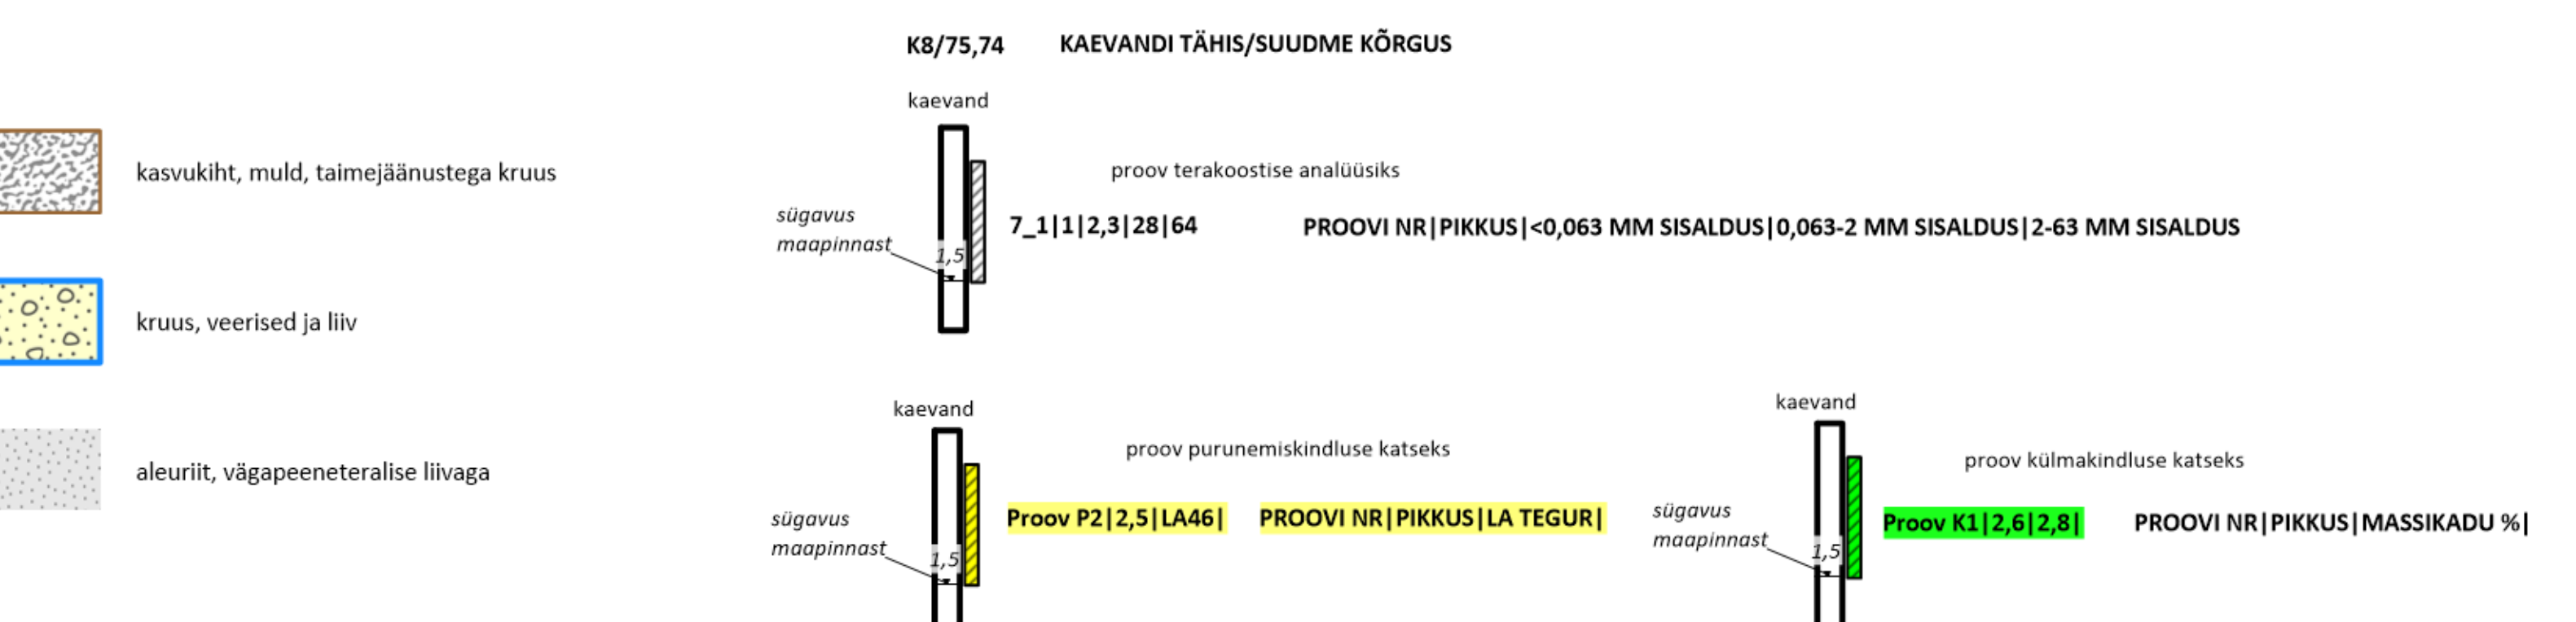 K8/75,74 KAEVANDI TÄHIS/SUUDME KÕRGUS
kaevand
kasvukiht, muld, taimejäänustega kruus
proov terakoostise analüüsiks
sügavus
maapinnast
1,5
7_1|1|2,3|28|64 PROOVI NR|PIKKUS|<0,063 MM SISALDUS|0,063-2 MM SISALDUS|2-63 MM SISALDUS
kruus, veerised ja liiv
aleuriit, vägapeeneteralise liivaga
kaevand
proov purunemiskindluse katseks
sügavus
maapinnast
1,5
Proov P2|2,5|LA46| PROOVI NR|PIKKUS|LA TEGUR|
kaevand
proov külmakindluse katseks
sügavus
maapinnast
1,5
Proov K1|2,6|2,8| PROOVI NR|PIKKUS|MASSIKADU %|